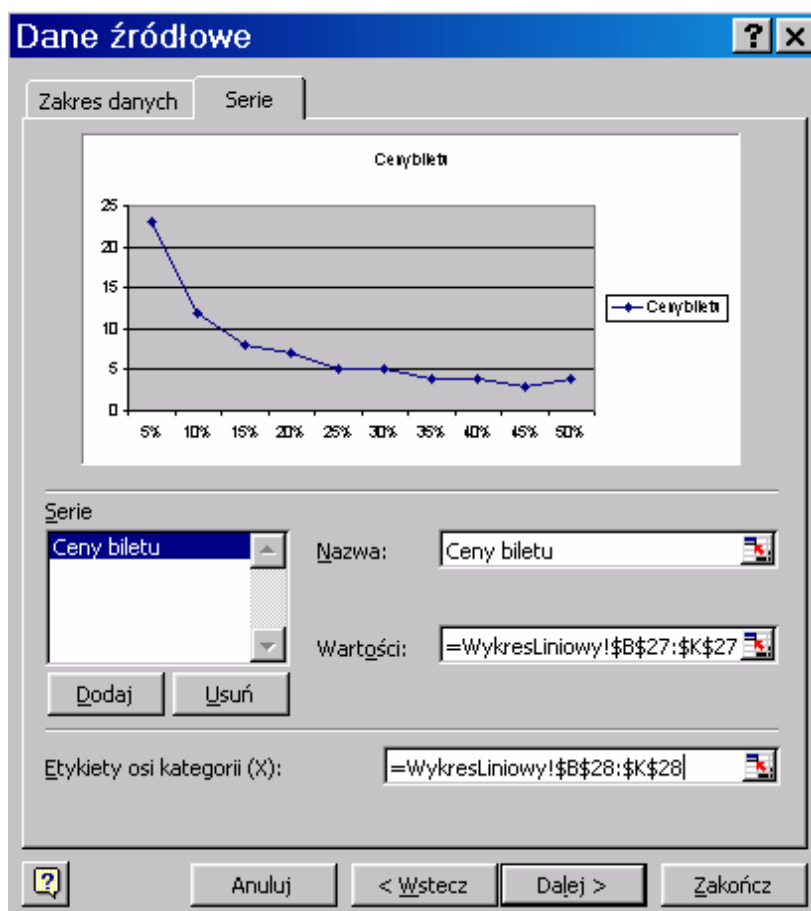 Dane źródłowe
Zakres danych
Serie
Ceny biletu
25
20
15
10
5
0
5% 10% 15% 20% 25% 30% 35% 40% 45% 50%
Ceny biletu
Serie
Ceny biletu
Nazwa:
Ceny biletu
Wartości:
=WykresLiniowy!$B$27:$K$27
Dodaj
Usuń
Etykiety osi kategorii (X):
=WykresLiniowy!$B$28:$K$28
Anuluj
< Wstecz
Dalej >
Zakończ